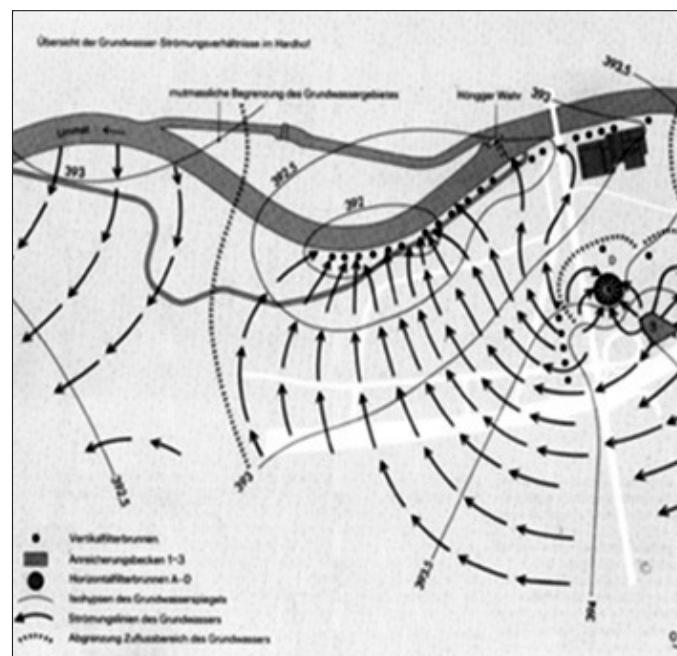 Übersicht der Grundwasser-Strömungsverhältnisse im Hardhof
mutmassliche Begrenzung des Grundwassergebietes
Höngger Wehr
393
393,5
Limmat
393
392,5
392
D
B
393
392,5
393,5
394
Vertikalfilterbrunnen
Anreicherungsbecken 1-3
Horizontalfilterbrunnen A-D
Isohypsen des Grundwasserspiegels
Strömungslinien des Grundwassers
Abgrenzung Zuflussbereich des Grundwassers
0